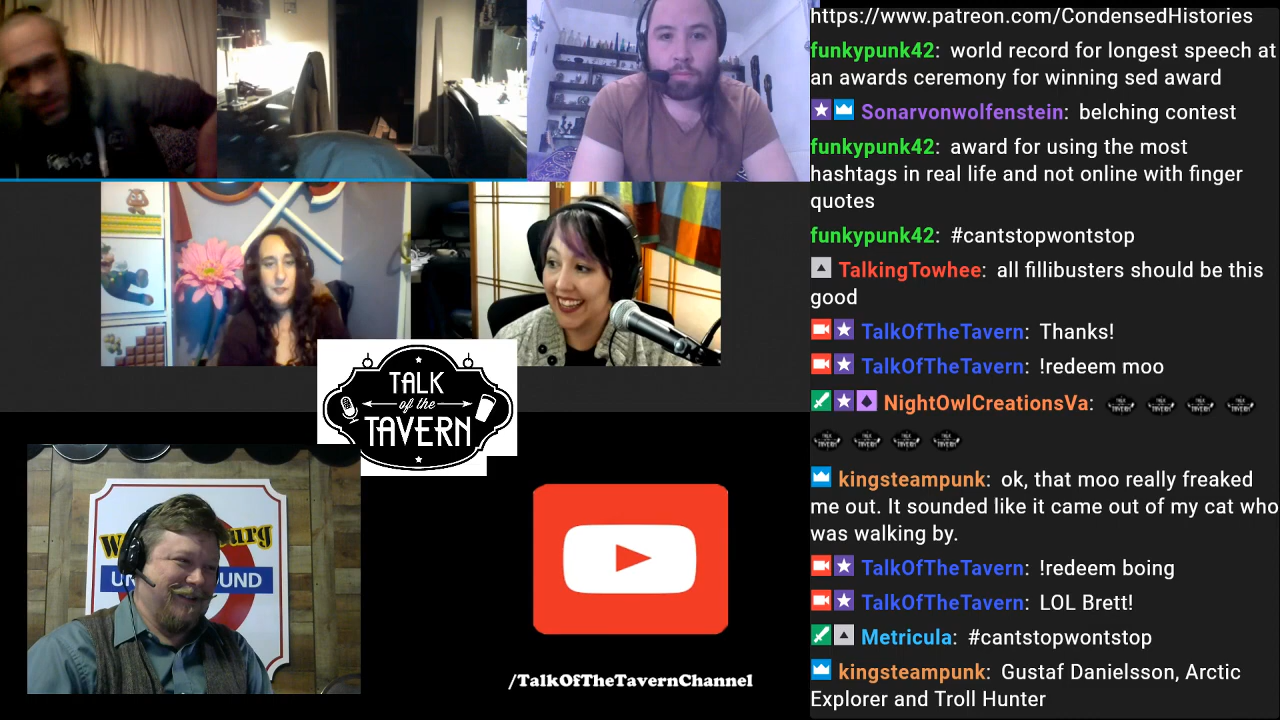 https://www.patreon.com/CondensedHistories
funkypunk42: world record for longest speech at
an awards ceremony for winning sed award
Sonarvonwolfenstein: belching contest
funkypunk42: award for using the most
hashtags in real life and not online with finger
quotes
funkypunk42: #cantstopwontstop
TalkingTowhee: all fillibusters should be this
good
TalkOfTheTavern: Thanks!
TalkOfTheTavern: !redeem moo
NightOwlCreationsVa:
kingsteampunk: ok, that moo really freaked
me out. It sounded like it came out of my cat who
was walking by.
TalkOfTheTavern: !redeem boing
TalkOfTheTavern: LOL Brett!
Metricula: #cantstopwontstop
kingsteampunk: Gustaf Danielsson, Arctic
Explorer and Troll Hunter
TALK
of the
TAVERN
/TalkOfTheTavernChannel